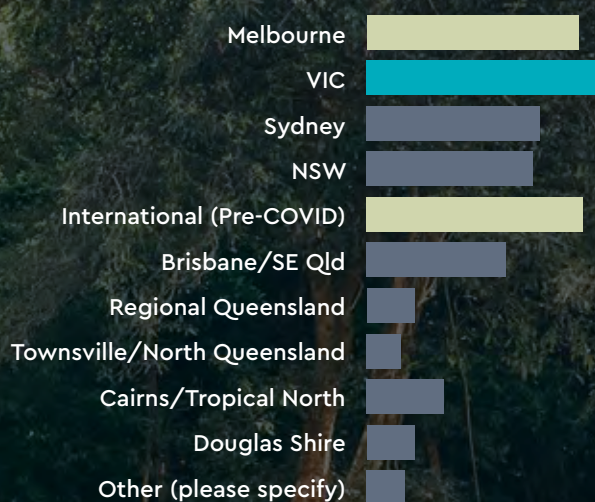 Melbourne
VIC
Sydney
NSW
International (Pre-COVID)
Brisbane/SE Qld
Regional Queensland
Townsville/North Queensland
Cairns/Tropical North
Douglas Shire
Other (please specify)